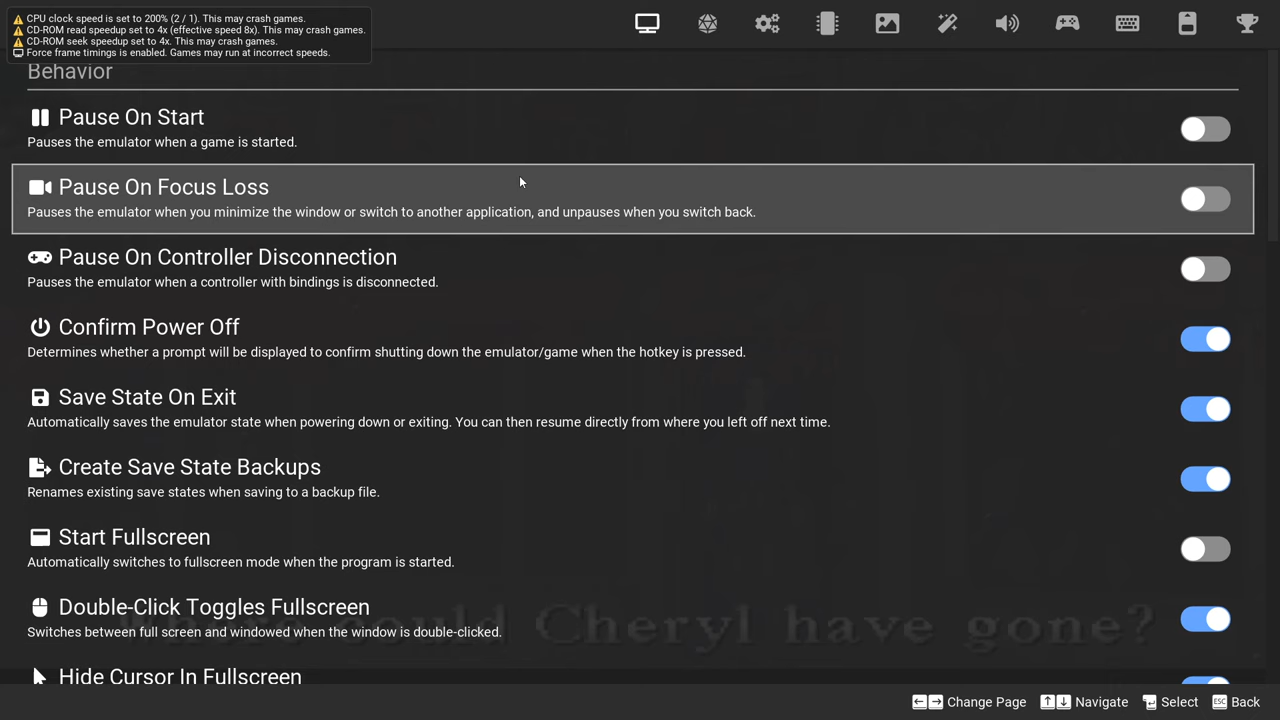 CPU clock speed is set to 200% (2 / 1). This may crash games.
CD-ROM read speedup set to 4x (effective speed 8x). This may crash games.
CD-ROM seek speedup set to 4x. This may crash games.
Force frame timings is enabled. Games may run at incorrect speeds.
Behavior
Pause On Start
Pauses the emulator when a game is started.
Pause On Focus Loss
Pauses the emulator when you minimize the window or switch to another application, and unpauses when you switch back.
Pause On Controller Disconnection
Pauses the emulator when a controller with bindings is disconnected.
Confirm Power Off
Determines whether a prompt will be displayed to confirm shutting down the emulator/game when the hotkey is pressed.
Save State On Exit
Automatically saves the emulator state when powering down or exiting. You can then resume directly from where you left off next time.
Create Save State Backups
Renames existing save states when saving to a backup file.
Start Fullscreen
Automatically switches to fullscreen mode when the program is started.
Double-Click Toggles Fullscreen
Where could Cheryl have gone?
Switches between full screen and windowed when the window is double-clicked.
Hide Cursor In Fullscreen
Change Page Navigate Select ESC Back